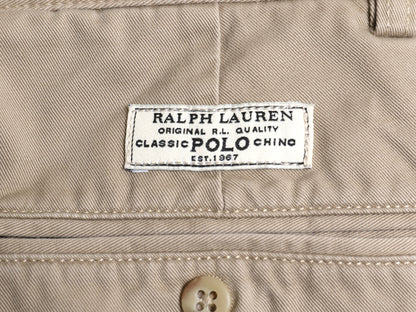 RALPH LAUREN
ORIGINAL R.L. QUALITY
CLASSIC POLO CHINO
EST. 1967